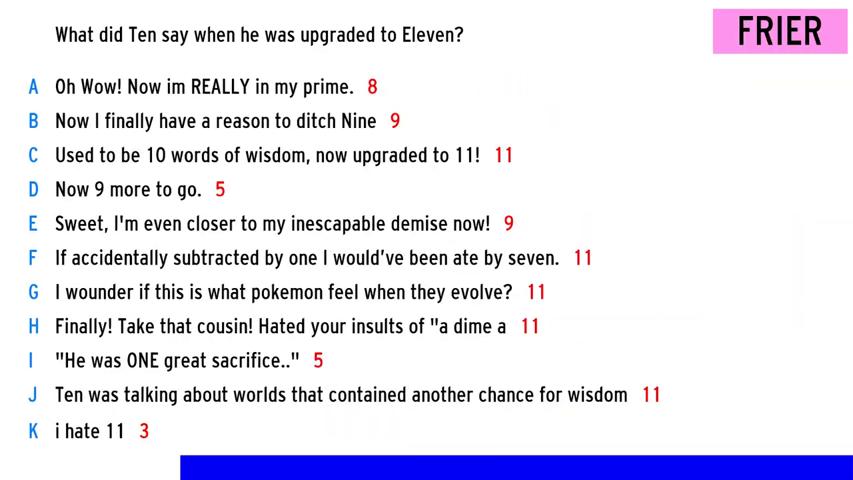 What did Ten say when he was upgraded to Eleven?
FRIER
A Oh Wow! Now im REALLY in my prime. 8
B Now I finally have a reason to ditch Nine 9
C Used to be 10 words of wisdom, now upgraded to 11! 11
D Now 9 more to go. 5
E Sweet, I'm even closer to my inescapable demise now! 9
F If accidentally subtracted by one I would've been ate by seven. 11
G I wounder if this is what pokemon feel when they evolve? 11
H Finally! Take that cousin! Hated your insults of "a dime a 11
I "He was ONE great sacrifice.." 5
J Ten was talking about worlds that contained another chance for wisdom 11
K i hate 11 3